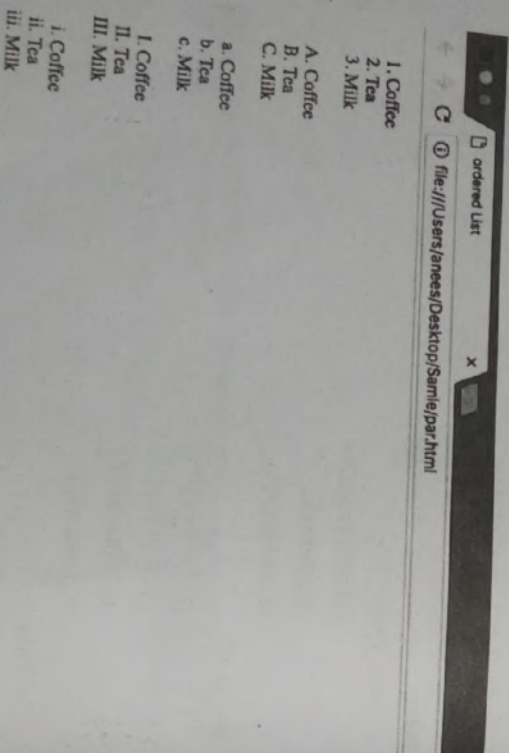 ordered List
file:///Users/anees/Desktop/Samle/par.html
1. Coffee
2. Tea
3. Milk
A. Coffee
B. Tea
C. Milk
a. Coffee
b. Tea
c. Milk
I. Coffee
II. Tea
III. Milk
i. Coffee
ii. Tea
iii. Milk